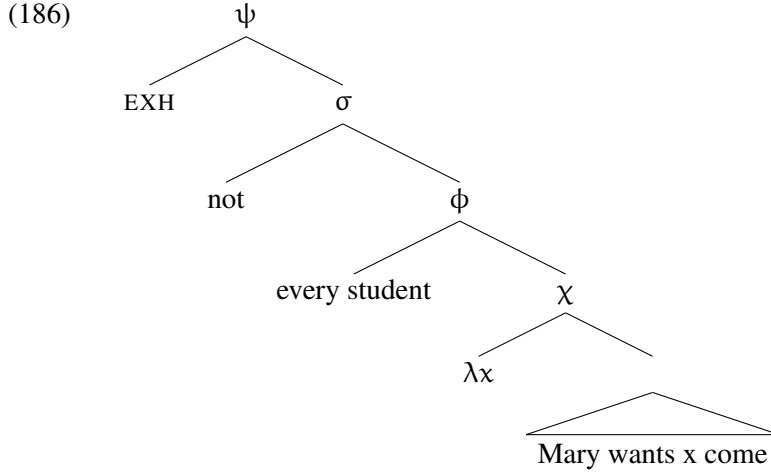 (186)
ψ
EXH σ
not ϕ
every student χ
λx
Mary wants x come